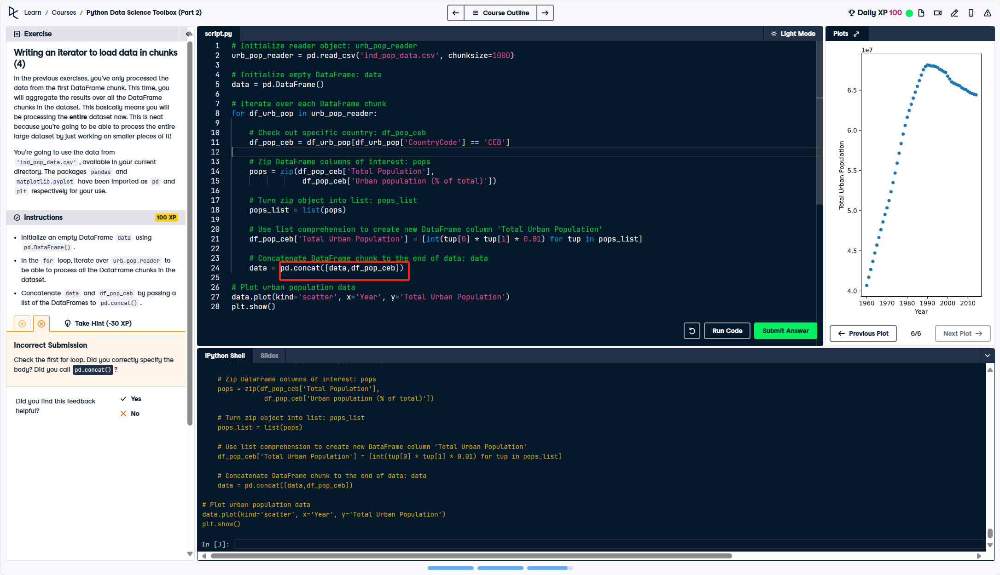 Learn / Courses / Python Data Science Toolbox (Part 2)
Course Outline
Daily XP 100
Exercise
Writing an iterator to load data in chunks
(4)
In the previous exercises, you've only processed the
data from the first DataFrame chunk. This time, you
will aggregate the results over all the DataFrame
chunks in the dataset. This basically means you will
be processing the entire dataset now. This is neat
because you're going to be able to process the entire
large dataset by just working on smaller pieces of it!
You're going to use the data from
'ind_pop_data.csv' , available in your current
directory. The packages pandas and
matplotlib.pyplot have been imported as pd and
plt respectively for your use.
Instructions
100 XP
• Initialize an empty DataFrame data using
pd.DataFrame() .
• In the for loop, iterate over urb_pop_reader to
be able to process all the DataFrame chunks in the
dataset.
• Concatenate data and df_pop_ceb by passing a
list of the DataFrames to pd.concat() .
Take Hint (-30 XP)
Incorrect Submission
Check the first for loop. Did you correctly specify the
body? Did you call pd.concat() ?
Did you find this feedback
helpful?
Yes
No
script.py
Light Mode
1 # Initialize reader object: urb_pop_reader
2 urb_pop_reader = pd.read_csv('ind_pop_data.csv', chunksize=1000)
3
4 # Initialize empty DataFrame: data
5 data = pd.DataFrame()
6
7 # Iterate over each DataFrame chunk
8 for df_urb_pop in urb_pop_reader:
9
10     # Check out specific country: df_pop_ceb
11     df_pop_ceb = df_urb_pop[df_urb_pop['CountryCode'] == 'CEB']
12
13     # Zip DataFrame columns of interest: pops
14     pops = zip(df_pop_ceb['Total Population'],
15                 df_pop_ceb['Urban population (% of total)'])
16
17     # Turn zip object into list: pops_list
18     pops_list = list(pops)
19
20     # Use list comprehension to create new DataFrame column 'Total Urban Population'
21     df_pop_ceb['Total Urban Population'] = [int(tup[0] * tup[1] * 0.01) for tup in pops_list]
22
23     # Concatenate DataFrame chunk to the end of data: data
24     data = pd.concat([data,df_pop_ceb])
25
26 # Plot urban population data
27 data.plot(kind='scatter', x='Year', y='Total Urban Population')
28 plt.show()
Run Code
Submit Answer
Plots
1e7
6.5
6.0
5.5
5.0
4.5
4.0
Total Urban Population
1960 1970 1980 1990 2000 2010
Year
Previous Plot
6/6
Next Plot
IPython Shell
Slides
# Zip DataFrame columns of interest: pops
pops = zip(df_pop_ceb['Total Population'],
df_pop_ceb['Urban population (% of total)'])
# Turn zip object into list: pops_list
pops_list = list(pops)
# Use list comprehension to create new DataFrame column 'Total Urban Population'
df_pop_ceb['Total Urban Population'] = [int(tup[0] * tup[1] * 0.01) for tup in pops_list]
# Concatenate DataFrame chunk to the end of data: data
data = pd.concat([data,df_pop_ceb])
# Plot urban population data
data.plot(kind='scatter', x='Year', y='Total Urban Population')
plt.show()
In [3]: